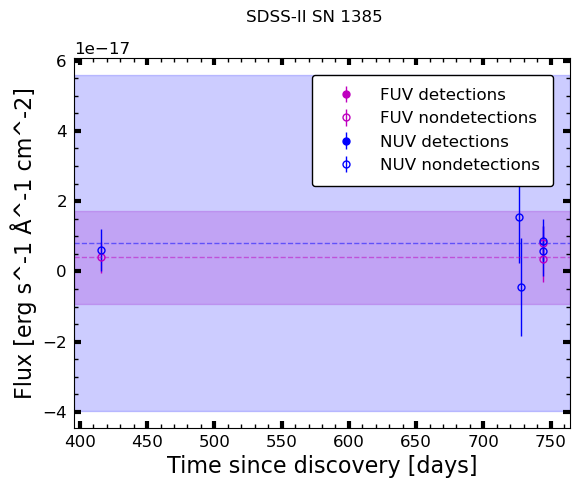 SDSS-II SN 1385
1e−17
6
4
2
0
−2
−4
Flux [erg s^-1 Å^-1 cm^-2]
FUV detections
FUV nondetections
NUV detections
NUV nondetections
400 450 500 550 600 650 700 750
Time since discovery [days]